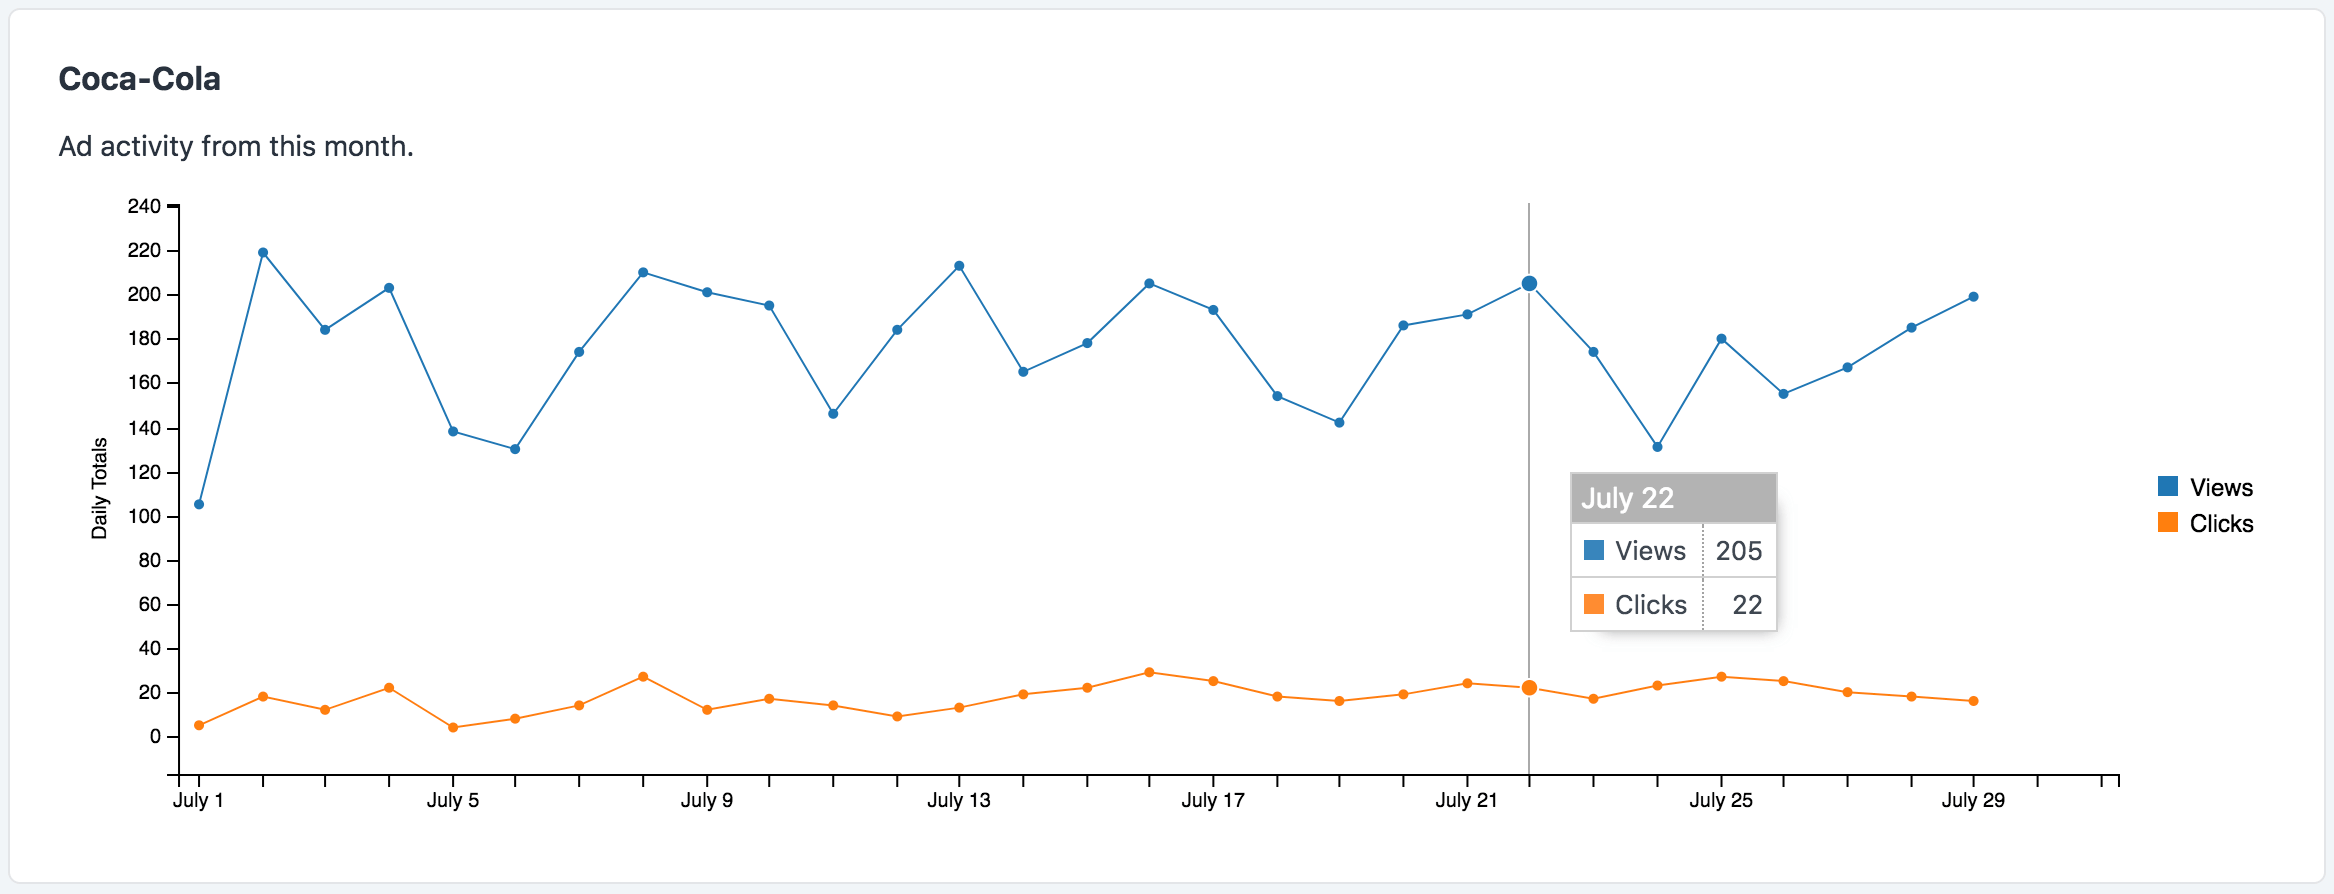 Coca-Cola
Ad activity from this month.
240
220
200
180
160
140
120
100
80
60
40
20
0
Daily Totals
July 1
July 5
July 9
July 13
July 17
July 21
July 25
July 29
July 22
Views 205
Clicks 22
Views
Clicks